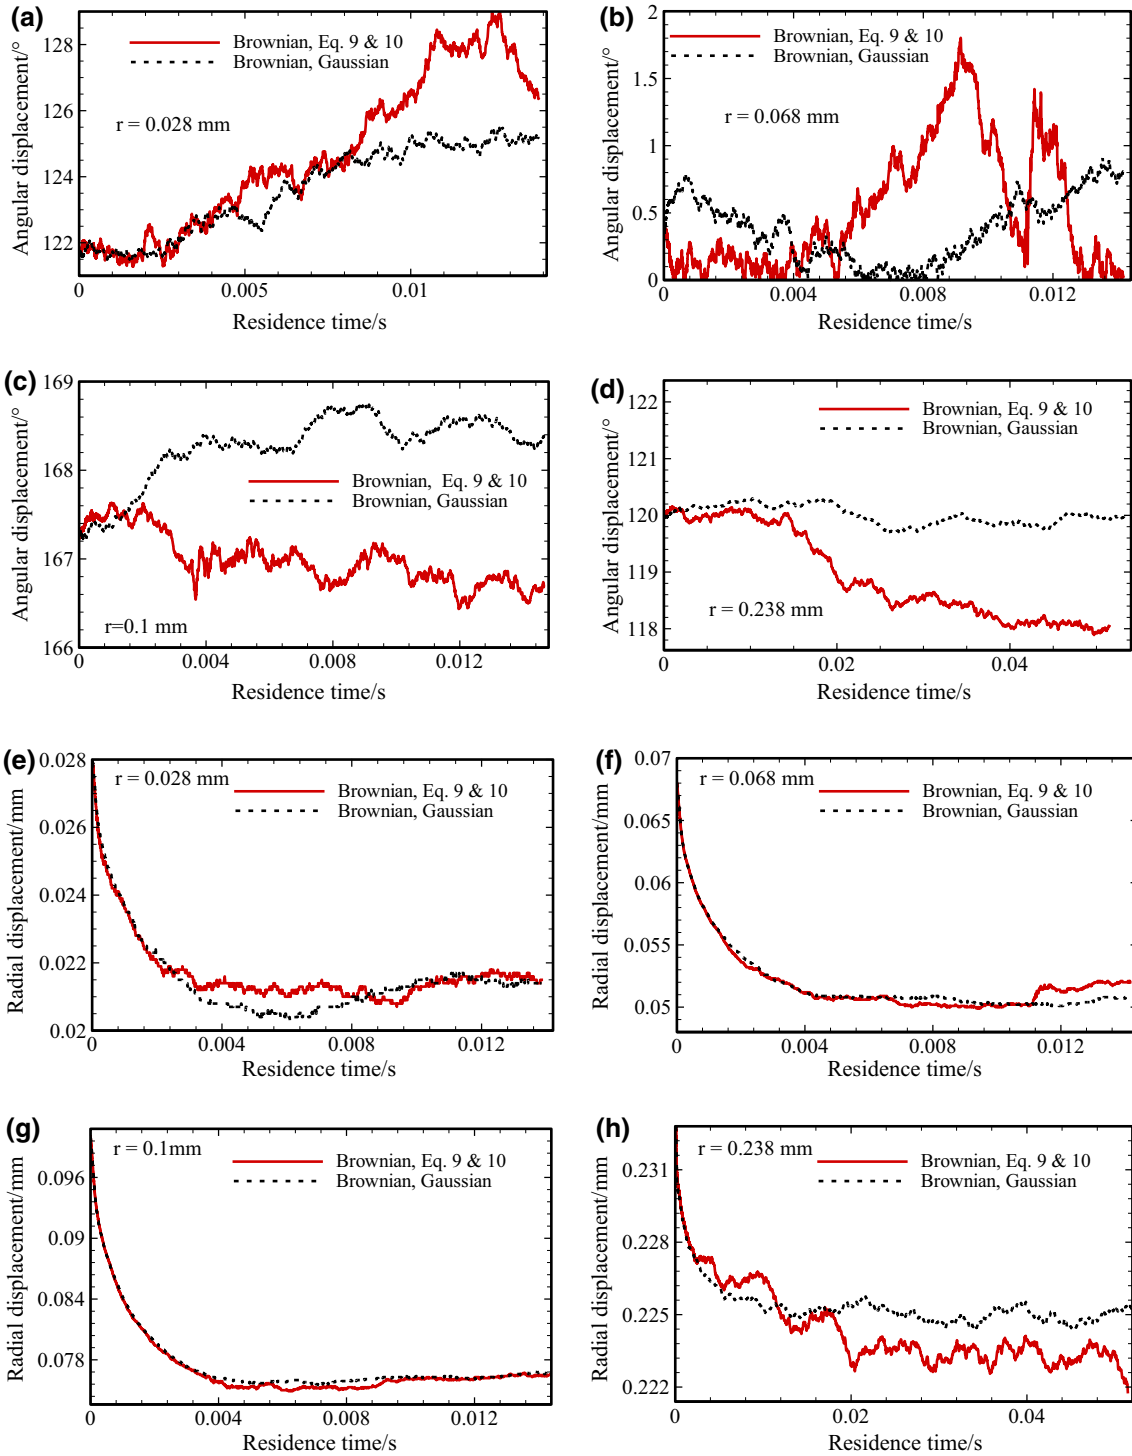 (a)
128
126
124
122
Angular displacement/°
Brownian, Eq. 9 & 10
Brownian, Gaussian
r = 0.028 mm
0
0.005
0.01
Residence time/s
(b)
2
1.5
1
0.5
0
Angular displacement/°
Brownian, Eq. 9 & 10
Brownian, Gaussian
r = 0.068 mm
0
0.004
0.008
0.012
Residence time/s
(c)
169
168
167
166
Angular displacement/°
Brownian, Eq. 9 & 10
Brownian, Gaussian
r=0.1 mm
0
0.004
0.008
0.012
Residence time/s
(d)
122
121
120
119
118
Angular displacement/°
Brownian, Eq. 9 & 10
Brownian, Gaussian
r = 0.238 mm
0
0.02
0.04
Residence time/s
(e)
0.028
0.026
0.024
0.022
0.02
Radial displacement/mm
r = 0.028 mm
Brownian, Eq. 9 & 10
Brownian, Gaussian
0
0.004
0.008
0.012
Residence time/s
(f)
0.07
0.065
0.06
0.055
0.05
Radial displacement/mm
r = 0.068 mm
Brownian, Eq. 9 & 10
Brownian, Gaussian
0
0.004
0.008
0.012
Residence time/s
(g)
0.096
0.09
0.084
0.078
Radial displacement/mm
r = 0.1mm
Brownian, Eq. 9 & 10
Brownian, Gaussian
0
0.004
0.008
0.012
Residence time/s
(h)
0.231
0.228
0.225
0.222
Radial displacement/mm
r = 0.238 mm
Brownian, Eq. 9 & 10
Brownian, Gaussian
0
0.02
0.04
Residence time/s